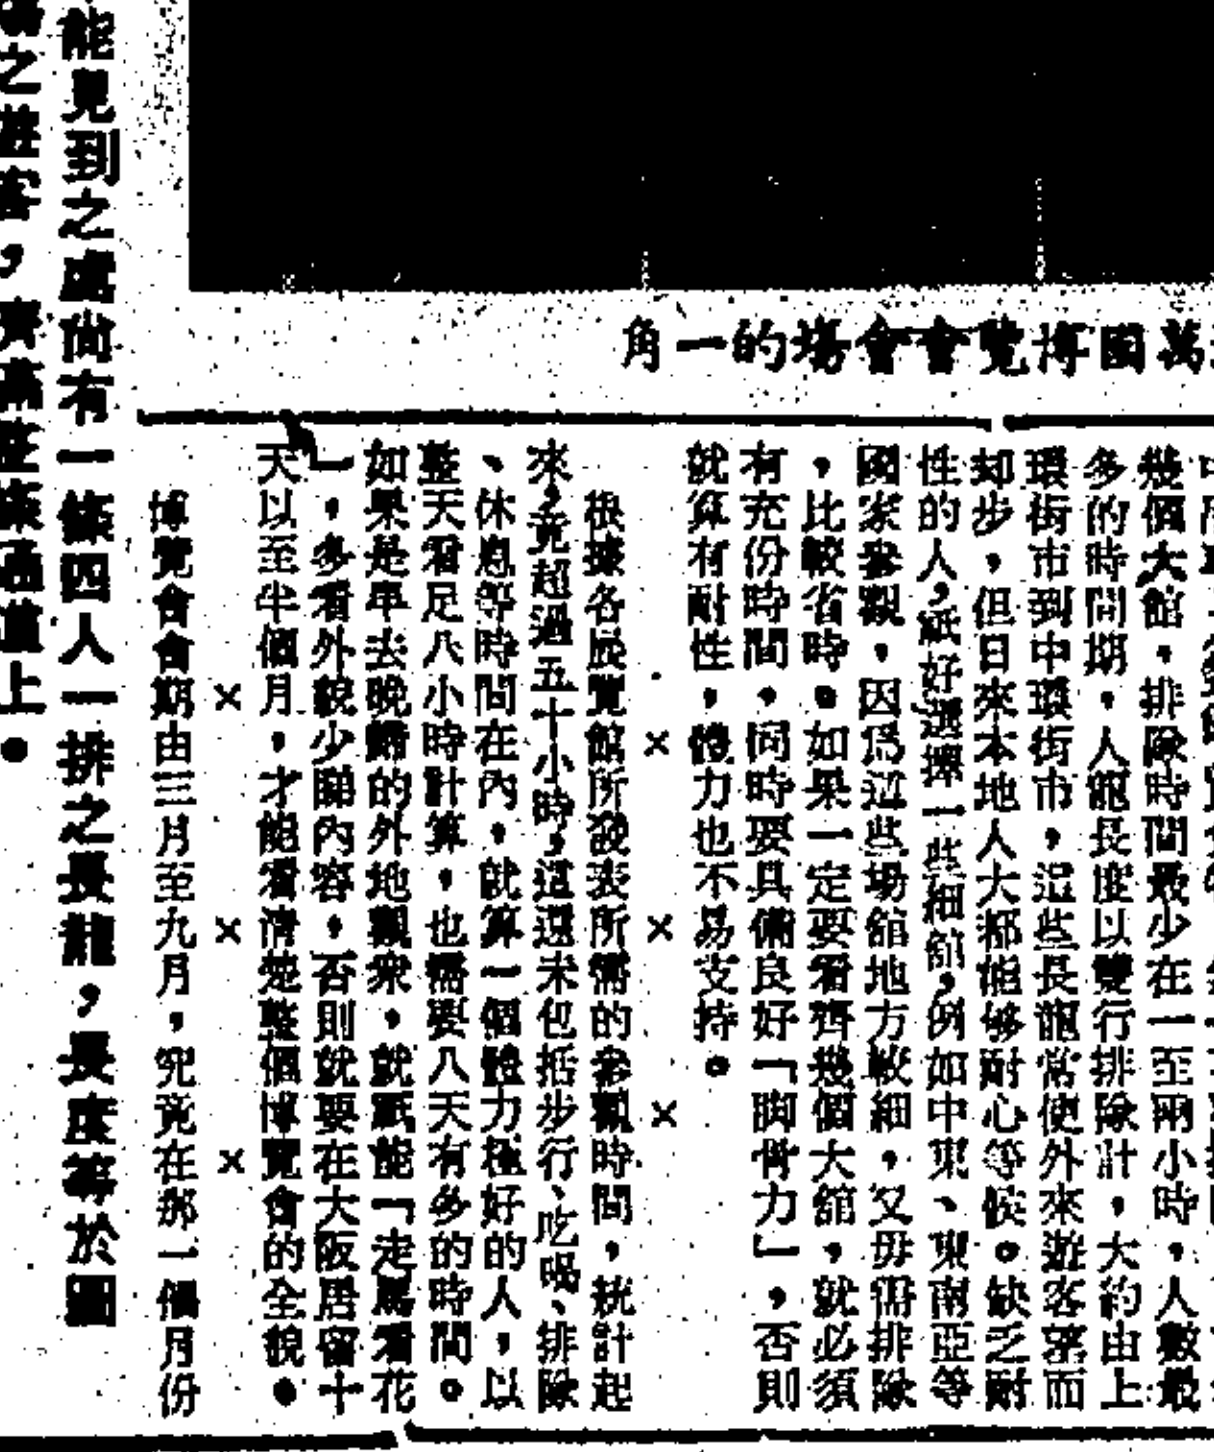 萬國博覽會會場的一角
幾個大館，排隊時間最少在一至兩小時，人數最
多的時間期，人龍長度以雙行排隊計，大約由上
環街市到中環街市，這些長龍常使外來遊客望而
却步，但日來本地人大都能够耐心等候。缺乏耐
性的人，祇好選擇一些細館，例如中東、東南亞等
國家參觀，因爲這些場舘地方較細，又毋需排隊
，比較省時。如果一定要看齊幾個大舘，就必須
有充份時間，同時要具備良好「脚骨力」，否則
就算有耐性，體力也不易支持。
×　×　×
根據各展覽館所發表所需的參觀時間，統計起
來，竟超過五十小時，這還未包括步行、吃喝、排隊
、休息等時間在內，就算一個體力極好的人，以
整天看足八小時計算，也需要八天有多的時間。
如果是早去晚歸的外地觀衆，就祇能「走馬看花
」，多看外貌少睇內容，否則就要在大阪居留十
天以至半個月，才能看清楚整個博覽會的全貌。
×　×　×
博覽會會期由三月至九月，究竟在那一個月份
能見到之處尚有一條四人一排之長龍，長度等於圖
之遊客，擠滿整條通道上。